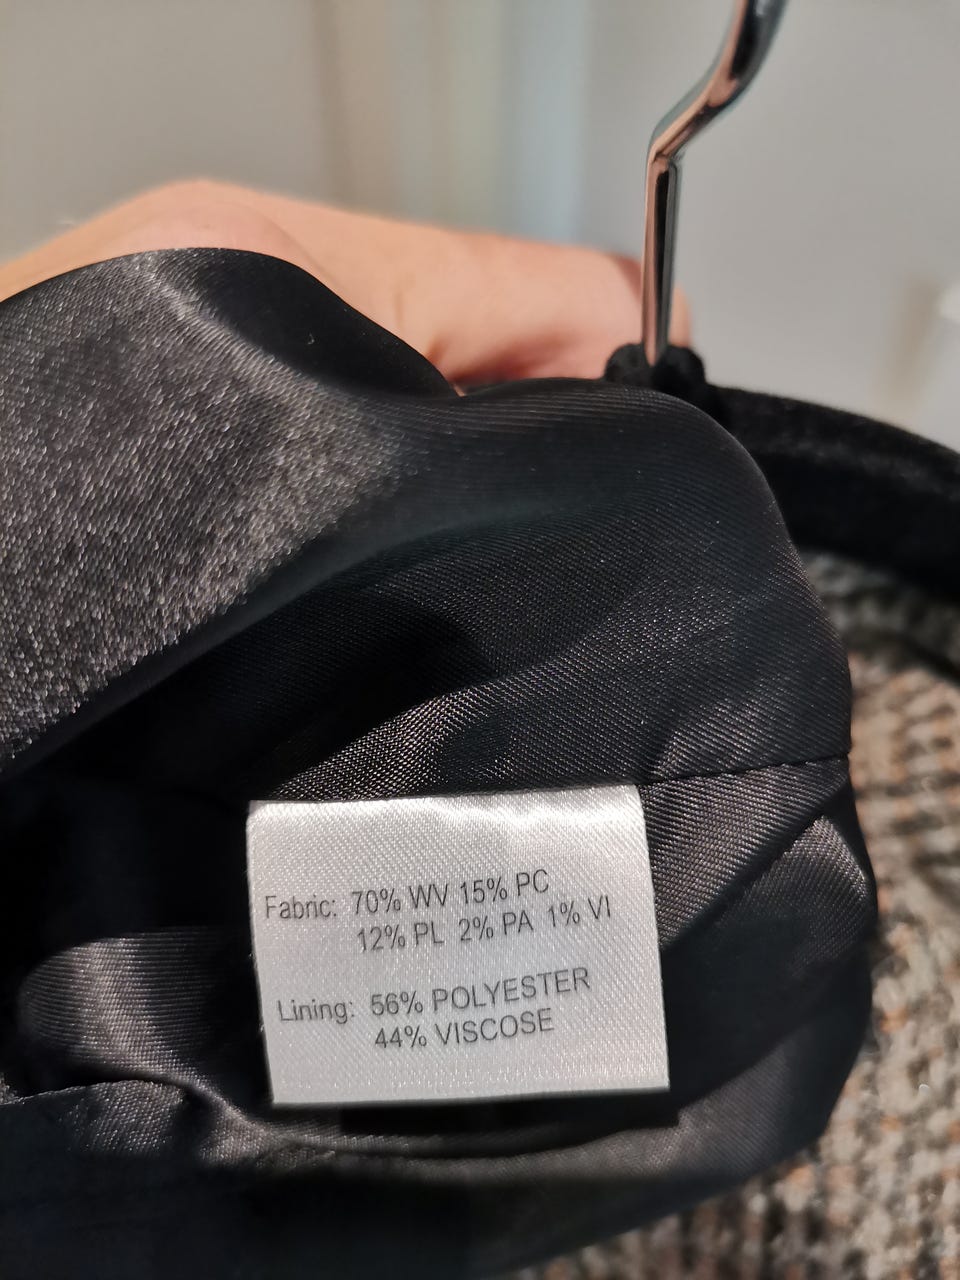 Fabric: 70% WV 15% PC
12% PL 2% PA 1% VI
Lining: 56% POLYESTER
44% VISCOSE